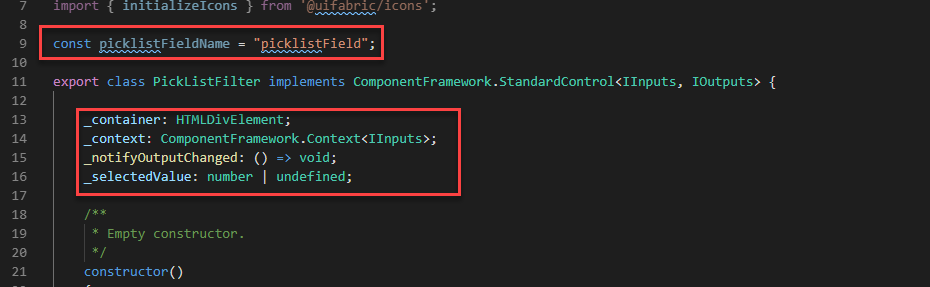 7 import { initializeIcons } from '@uifabric/icons';
8
9 const picklistFieldName = "picklistField";
10
11 export class PickListFilter implements ComponentFramework.StandardControl<IInputs, IOutputs> {
12
13 _container: HTMLDivElement;
14 _context: ComponentFramework.Context<IInputs>;
15 _notifyOutputChanged: () => void;
16 _selectedValue: number | undefined;
17
18 /**
19 * Empty constructor.
20 */
21 constructor()